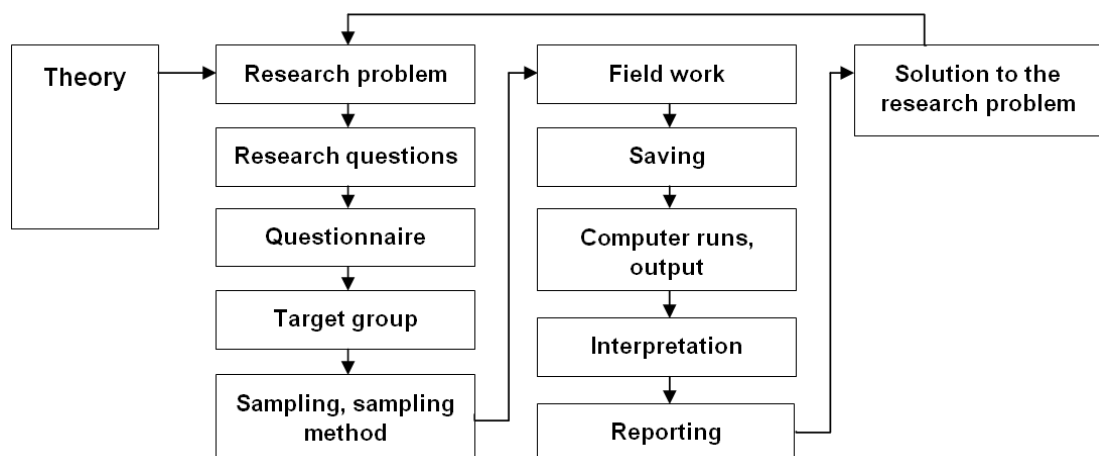 Theory
Research problem
Research questions
Questionnaire
Target group
Sampling, sampling
method
Field work
Saving
Computer runs,
output
Interpretation
Reporting
Solution to the
research problem